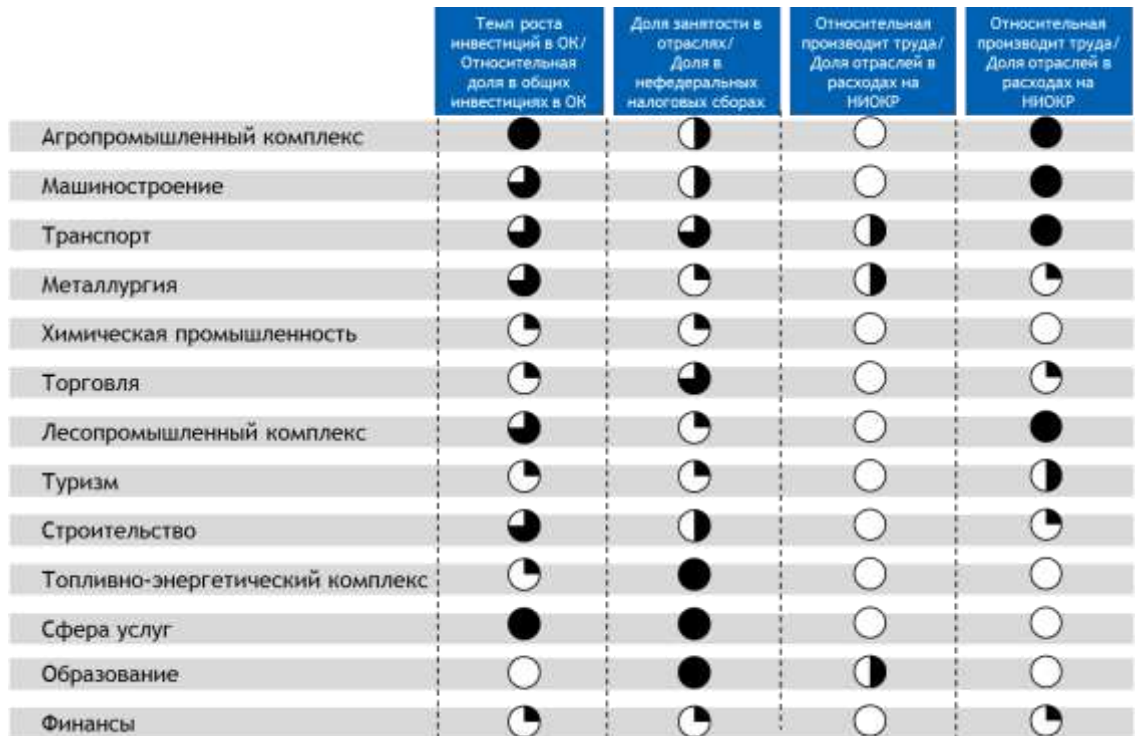 Темп роста
инвестиций в ОК/
Относительная
доля в общих
инвестициях в ОК
Доля занятости в
отраслях/
Доля в
нефедеральных
налоговых сборах
Относительная
производит труда/
Доля отраслей в
расходах на
НИОКР
Относительная
производит труда/
Доля отраслей в
расходах на
НИОКР
Агропромышленный комплекс
Машиностроение
Транспорт
Металлургия
Химическая промышленность
Торговля
Лесопромышленный комплекс
Туризм
Строительство
Топливно-энергетический комплекс
Сфера услуг
Образование
Финансы